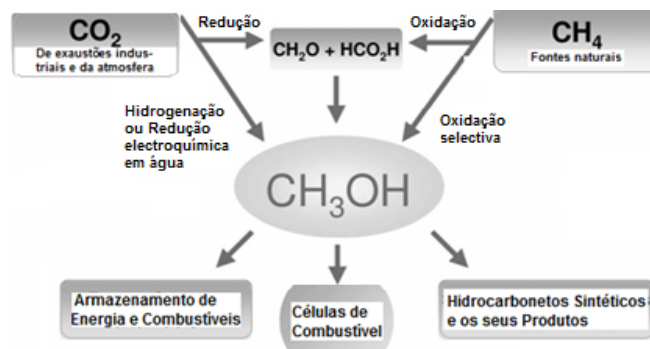 CO2
De exaustões indus-
triais e da atmosfera
Redução
CH2O + HCO2H
Oxidação
CH4
Fontes naturais
Hidrogenação
ou Redução
electroquímica
em água
Oxidação
selectiva
CH3OH
Armazenamento de
Energia e Combustíveis
Células de
Combustível
Hidrocarbonetos Sintéticos
e os seus Produtos